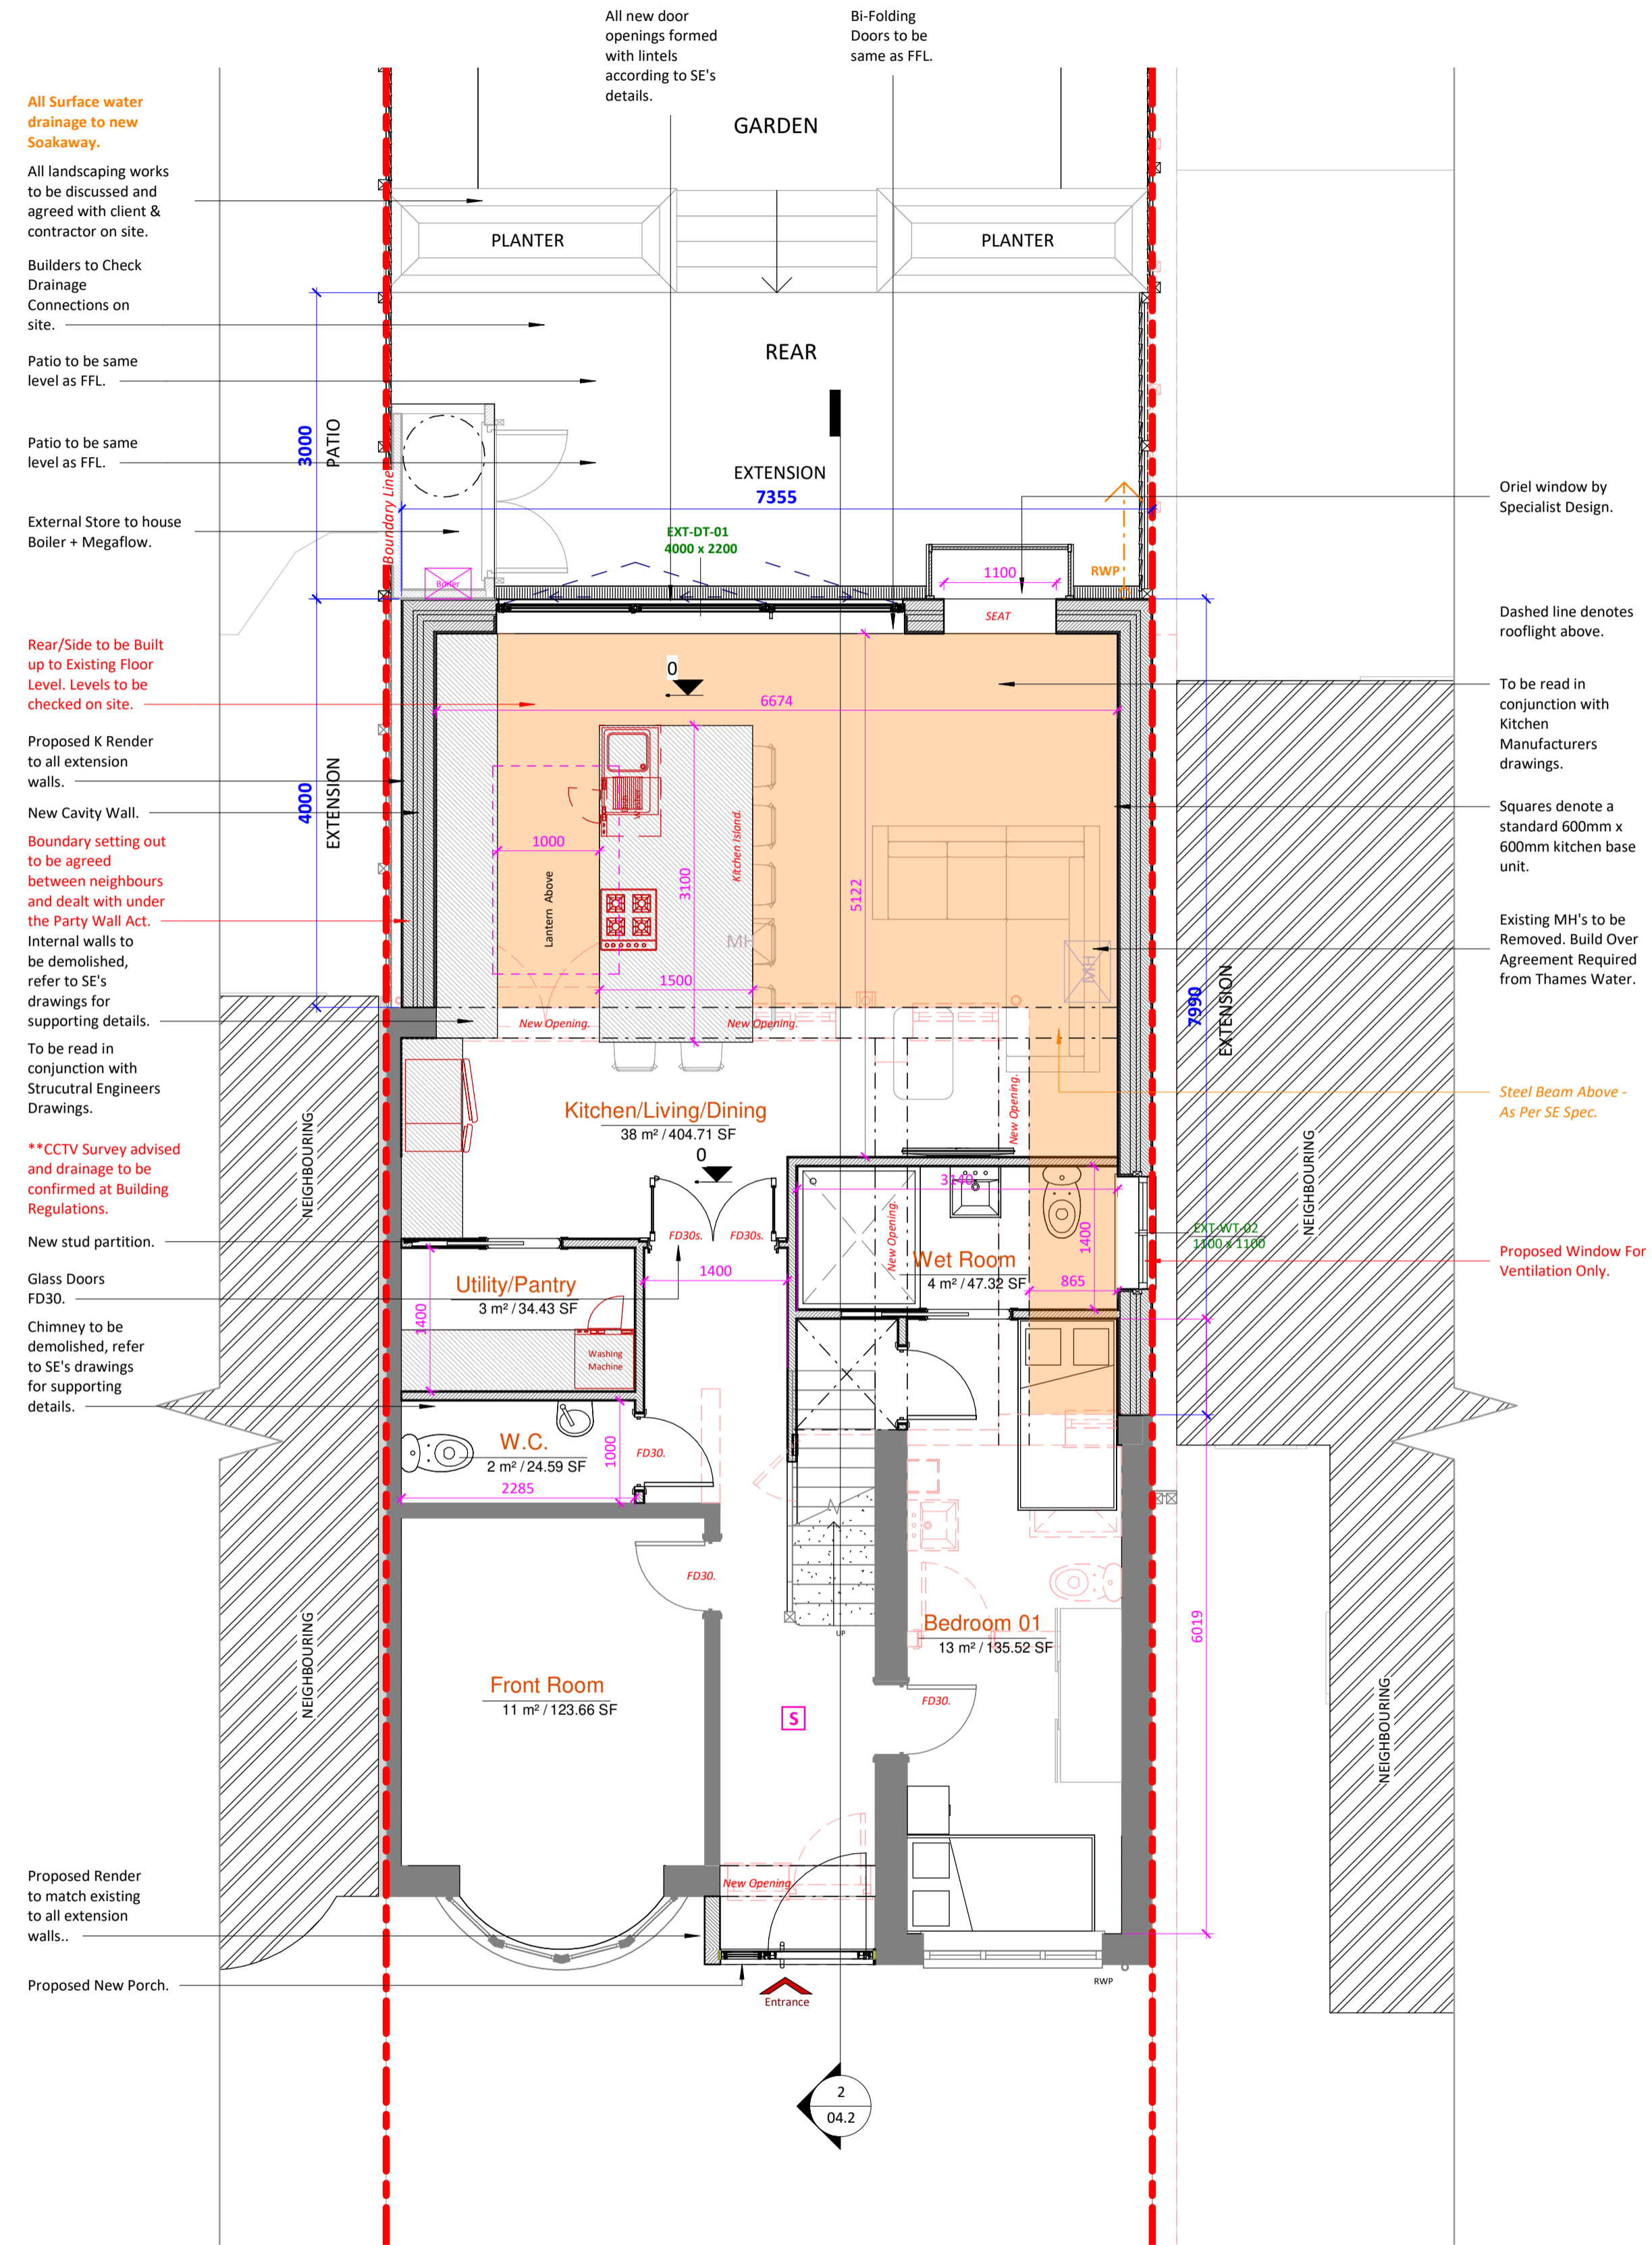 All new door
openings formed
with lintels
according to SE's
details.
Bi-Folding
Doors to be
same as FFL.
All Surface water
drainage to new
Soakaway.
All landscaping works
to be discussed and
agreed with client &
contractor on site.
Builders to Check
Drainage
Connections on
site.
Patio to be same
level as FFL.
Patio to be same
level as FFL.
External Store to house
Boiler + Megaflow.
Rear/Side to be Built
up to Existing Floor
Level. Levels to be
checked on site.
Proposed K Render
to all extension
walls.
New Cavity Wall.
Boundary setting out
to be agreed
between neighbours
and dealt with under
the Party Wall Act.
Internal walls to
be demolished,
refer to SE's
drawings for
supporting details.
To be read in
conjunction with
Strucutral Engineers
Drawings.
**CCTV Survey advised
and drainage to be
confirmed at Building
Regulations.
New stud partition.
Glass Doors
FD30.
Chimney to be
demolished, refer
to SE's drawings
for supporting
details.
Proposed Render
to match existing
to all extension
walls..
Proposed New Porch.
GARDEN
PLANTER
PLANTER
REAR
3000
PATIO
Boundary Line
EXTENSION
7355
EXT-DT-01
4000 x 2200
Boiler
1100
RWP
SEAT
0
6674
4000
EXTENSION
1000
Lantern Above
Dish
Washer
3100
Kitchen Island.
5122
MH
MH
1500
New Opening.
New Opening.
7990
EXTENSION
New Opening.
Kitchen/Living/Dining
38 m² / 404.71 SF
0
NEIGHBOURING
NEIGHBOURING
3140
FD30s.
FD30s.
New Opening.
1400
EXT-WT-02
1100 x 1100
Wet Room
4 m² / 47.32 SF
865
1400
Utility/Pantry
3 m² / 34.43 SF
1400
Washing
Machine
W.C.
2 m² / 24.59 SF
1000
2285
FD30.
FD30.
UP
Bedroom 01
13 m² / 135.52 SF
6019
NEIGHBOURING
NEIGHBOURING
Front Room
11 m² / 123.66 SF
S
FD30.
New Opening.
RWP
Entrance
2
04.2
Oriel window by
Specialist Design.
Dashed line denotes
rooflight above.
To be read in
conjunction with
Kitchen
Manufacturers
drawings.
Squares denote a
standard 600mm x
600mm kitchen base
unit.
Existing MH's to be
Removed. Build Over
Agreement Required
from Thames Water.
Steel Beam Above -
As Per SE Spec.
Proposed Window For
Ventilation Only.